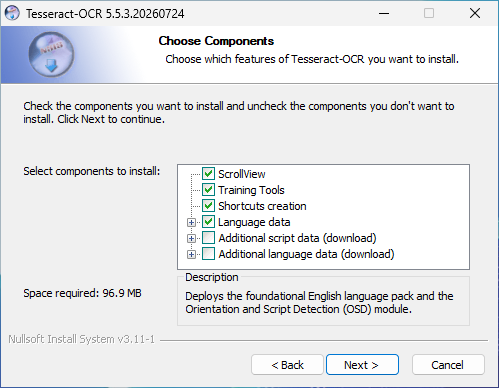 Tesseract-OCR 5.5.3.20260724
Choose Components
Choose which features of Tesseract-OCR you want to install.
Check the components you want to install and uncheck the components you don't want to
install. Click Next to continue.
Select components to install:
ScrollView
Training Tools
Shortcuts creation
Language data
Additional script data (download)
Additional language data (download)
Space required: 96.9 MB
Description
Deploys the foundational English language pack and the
Orientation and Script Detection (OSD) module.
Nullsoft Install System v3.11-1
< Back
Next >
Cancel